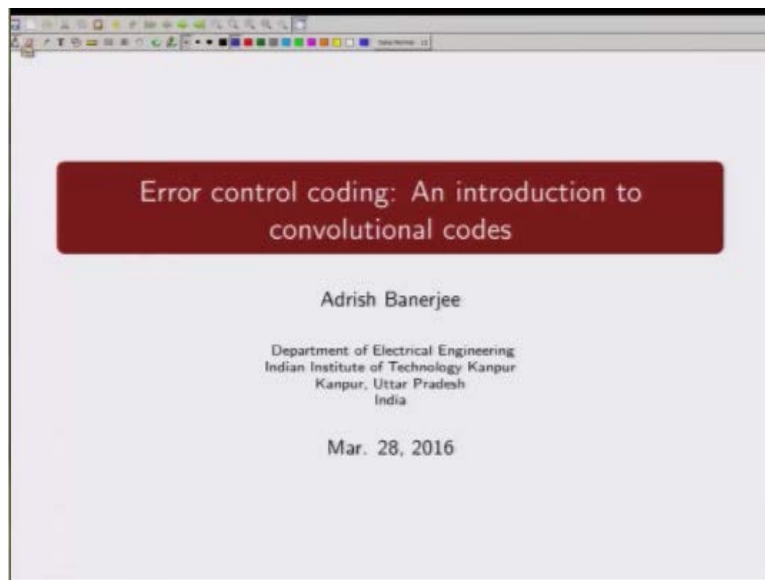 Error control coding: An introduction to
convolutional codes
Adrish Banerjee
Department of Electrical Engineering
Indian Institute of Technology Kanpur
Kanpur, Uttar Pradesh
India
Mar. 28, 2016